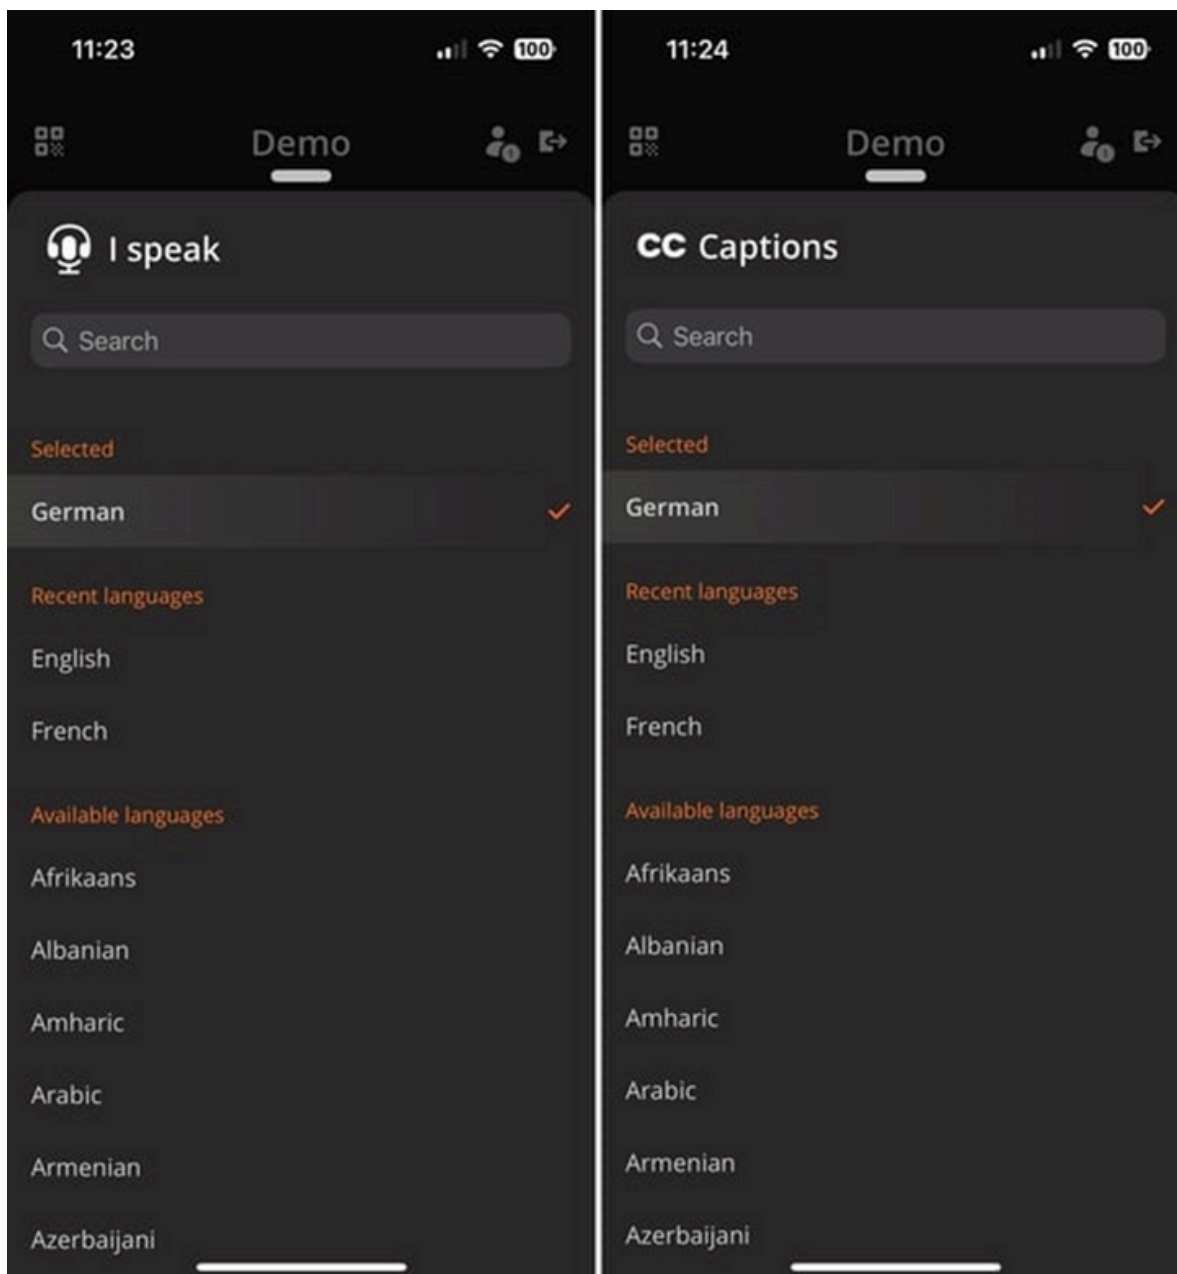 11:23
100
Demo
I speak
Search
Selected
German
Recent languages
English
French
Available languages
Afrikaans
Albanian
Amharic
Arabic
Armenian
Azerbaijani
11:24
100
Demo
CC Captions
Search
Selected
German
Recent languages
English
French
Available languages
Afrikaans
Albanian
Amharic
Arabic
Armenian
Azerbaijani